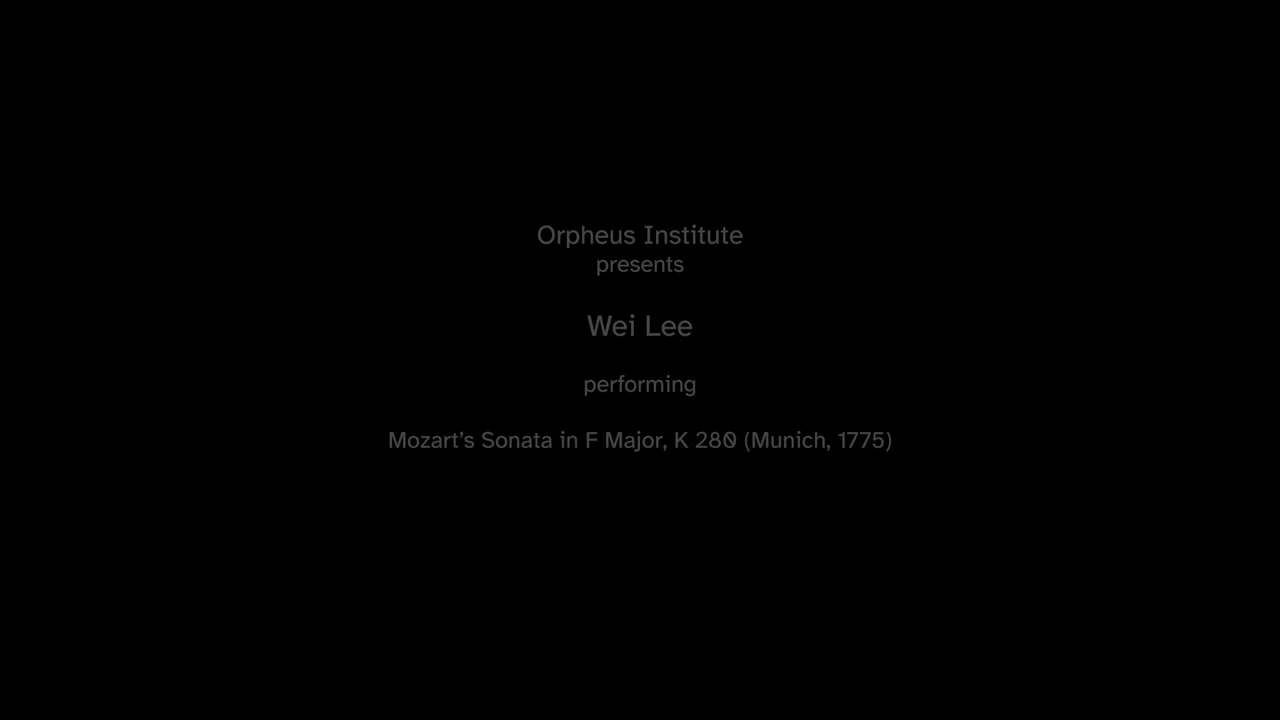 Orpheus Institute
presents
Wei Lee
performing
Mozart’s Sonata in F Major, K 280 (Munich, 1775)